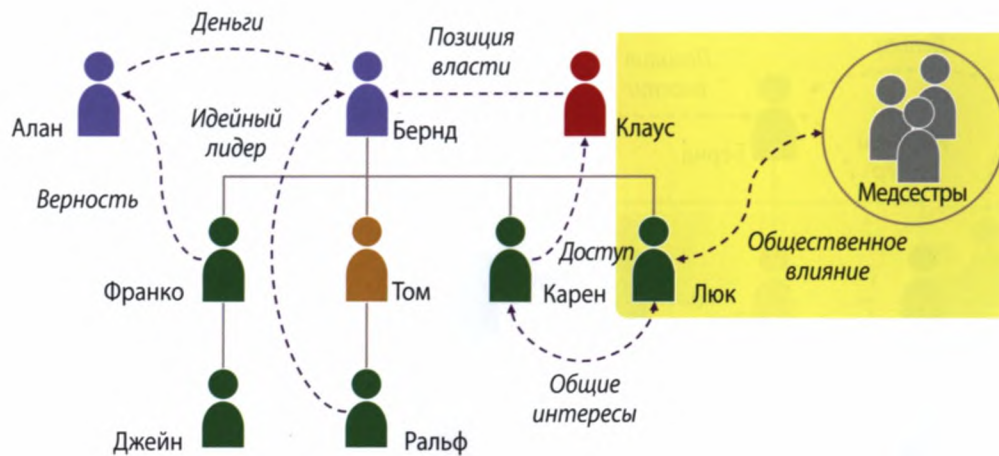 Деньги
Позиция
власти
Алан
Идейный
лидер
Бернд
Клаус
Медсестры
Верность
Общественное
влияние
Доступ
Франко
Том
Карен
Люк
Общие
интересы
Джейн
Ральф